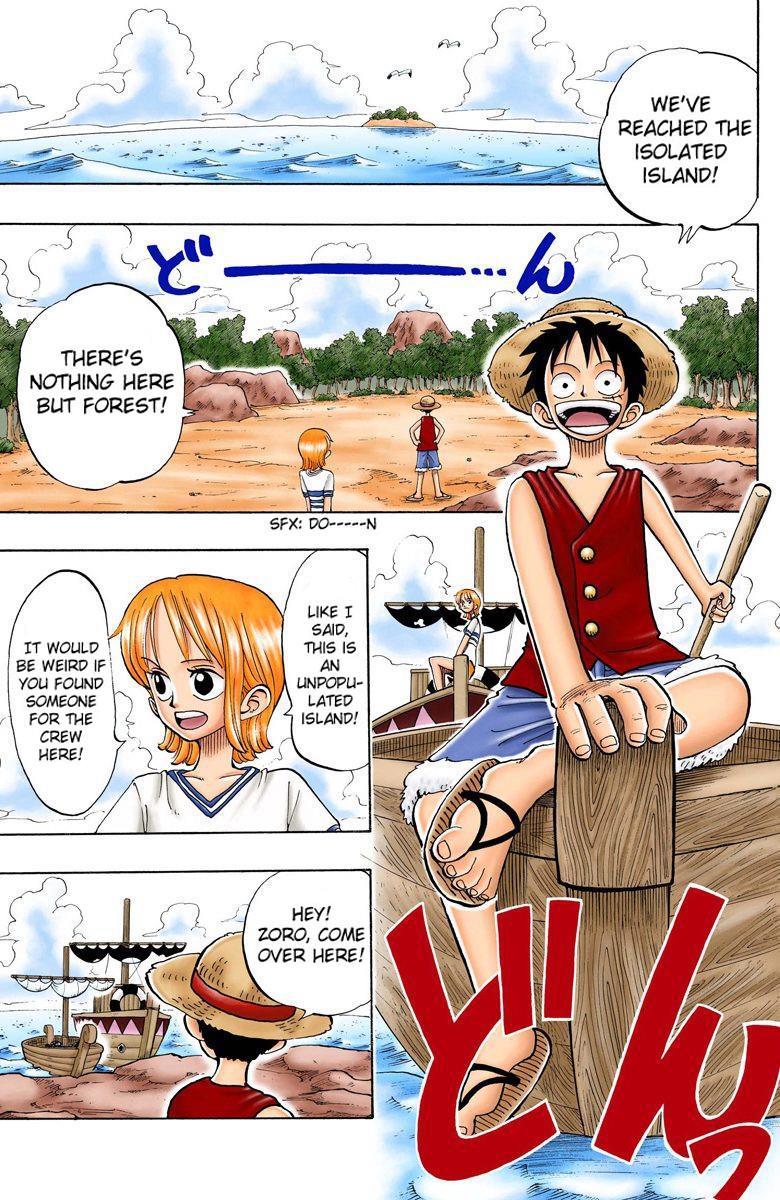 WE'VE
REACHED THE
ISOLATED
ISLAND!
どーーん
THERE'S
NOTHING HERE
BUT FOREST!
SFX: DO-----N
LIKE I
SAID,
THIS IS
AN
UNPOPU-
LATED
ISLAND!
IT WOULD
BE WEIRD IF
YOU FOUND
SOMEONE
FOR THE
CREW
HERE!
HEY!
ZORO, COME
OVER HERE!
どんっ